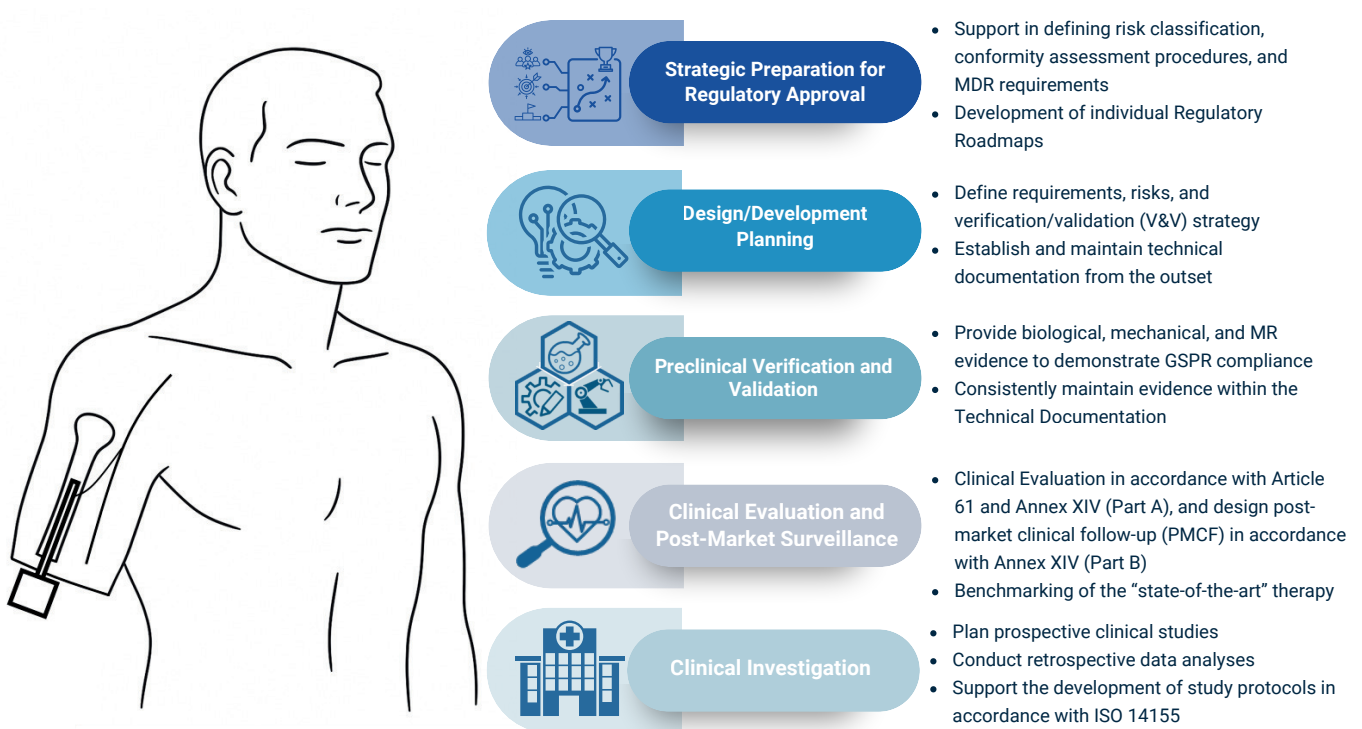 Strategic Preparation for
Regulatory Approval
• Support in defining risk classification,
conformity assessment procedures, and
MDR requirements
• Development of individual Regulatory
Roadmaps
Design/Development
Planning
• Define requirements, risks, and
verification/validation (V&V) strategy
• Establish and maintain technical
documentation from the outset
Preclinical Verification and
Validation
• Provide biological, mechanical, and MR
evidence to demonstrate GSPR compliance
• Consistently maintain evidence within the
Technical Documentation
Clinical Evaluation and
Post-Market Surveillance
• Clinical Evaluation in accordance with Article
61 and Annex XIV (Part A), and design post-
market clinical follow-up (PMCF) in accordance
with Annex XIV (Part B)
• Benchmarking of the “state-of-the-art” therapy
Clinical Investigation
• Plan prospective clinical studies
• Conduct retrospective data analyses
• Support the development of study protocols in
accordance with ISO 14155